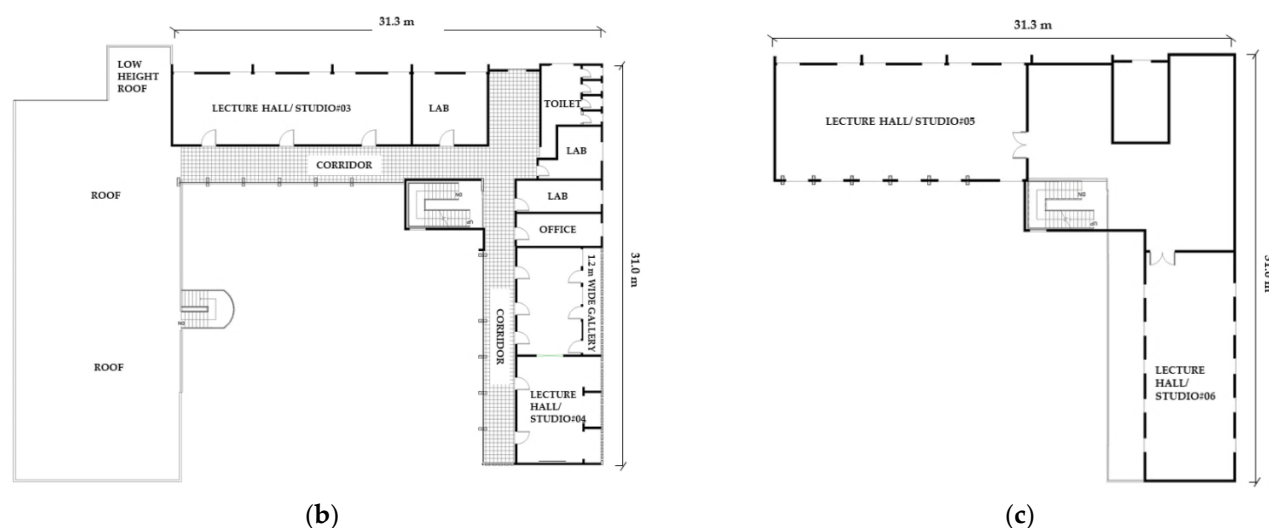 31.3 m
LOW
HEIGHT
ROOF
LECTURE HALL/ STUDIO#03
LAB
TOILET
LAB
CORRIDOR
ROOF
LAB
OFFICE
1.2 m WIDE GALLERY
31.0 m
CORRIDOR
ROOF
LECTURE
HALL/
STUDIO#04
(b)
31.3 m
LECTURE HALL/ STUDIO#05
LECTURE
HALL/
STUDIO#06
(c)